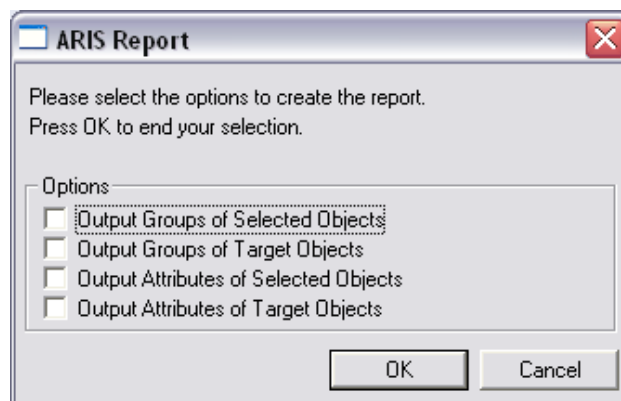 ARIS Report
Please select the options to create the report.
Press OK to end your selection.
Options
Output Groups of Selected Objects
Output Groups of Target Objects
Output Attributes of Selected Objects
Output Attributes of Target Objects
OK
Cancel